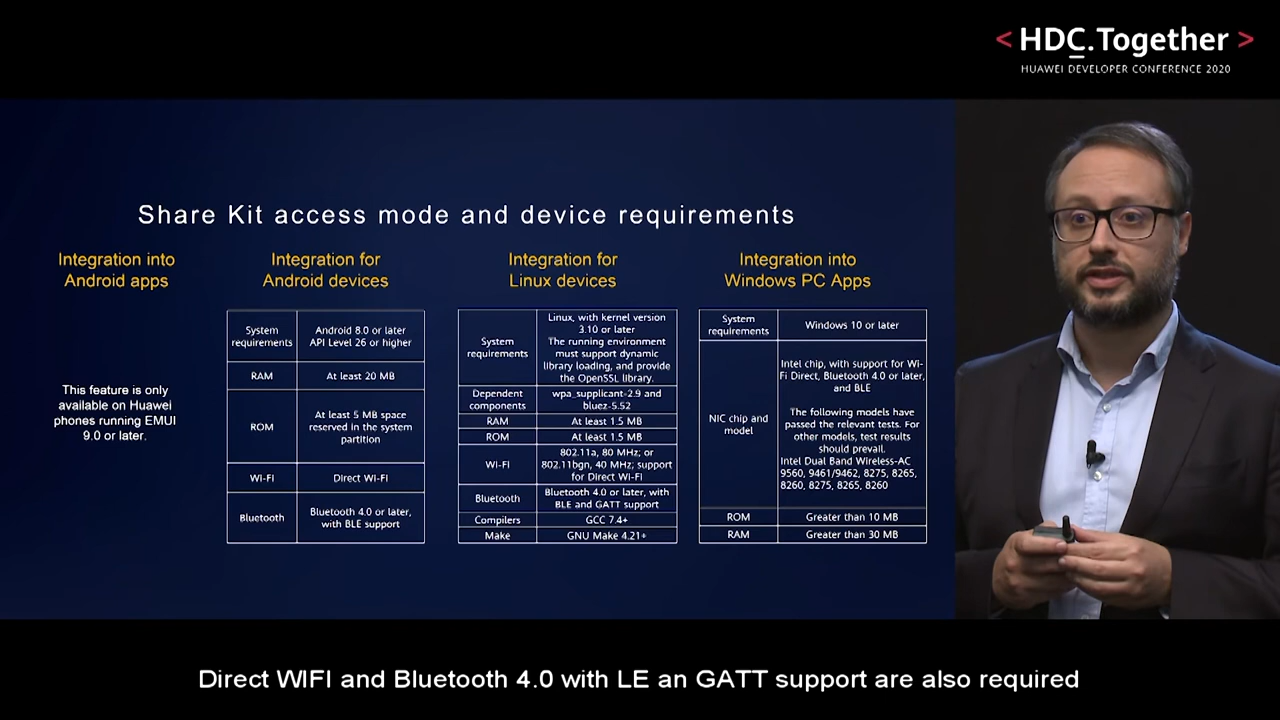 < HDC.Together >
HUAWEI DEVELOPER CONFERENCE 2020
Share Kit access mode and device requirements
Integration into
Android apps
This feature is only
available on Huawei
phones running EMUI
9.0 or later.
Integration for
Android devices
System
requirements
Android 8.0 or later
API Level 26 or higher
RAM
At least 20 MB
ROM
At least 5 MB space
reserved in the system
partition
Wi-Fi
Direct Wi-Fi
Bluetooth
Bluetooth 4.0 or later,
with BLE support
Integration for
Linux devices
System
requirements
Linux, with kernel version
3.10 or later
The running environment
must support dynamic
library loading, and provide
the OpenSSL library.
Dependent
components
wpa_supplicant-2.9 and
bluez-5.52
RAM
At least 1.5 MB
ROM
At least 1.5 MB
Wi-Fi
802.11a, 80 MHz; or
802.11bgn, 40 MHz; support
for Direct Wi-Fi
Bluetooth
Bluetooth 4.0 or later, with
BLE and GATT support
Compilers
GCC 7.4+
Make
GNU Make 4.21+
Integration into
Windows PC Apps
System
requirements
Windows 10 or later
NIC chip and
model
Intel chip, with support for Wi-
Fi Direct, Bluetooth 4.0 or later,
and BLE
The following models have
passed the relevant tests. For
other models, test results
should prevail.
Intel Dual Band Wireless-AC
9560, 9461/9462, 8275, 8265,
8260, 8275, 8265, 8260
ROM
Greater than 10 MB
RAM
Greater than 30 MB
Direct WIFI and Bluetooth 4.0 with LE an GATT support are also required